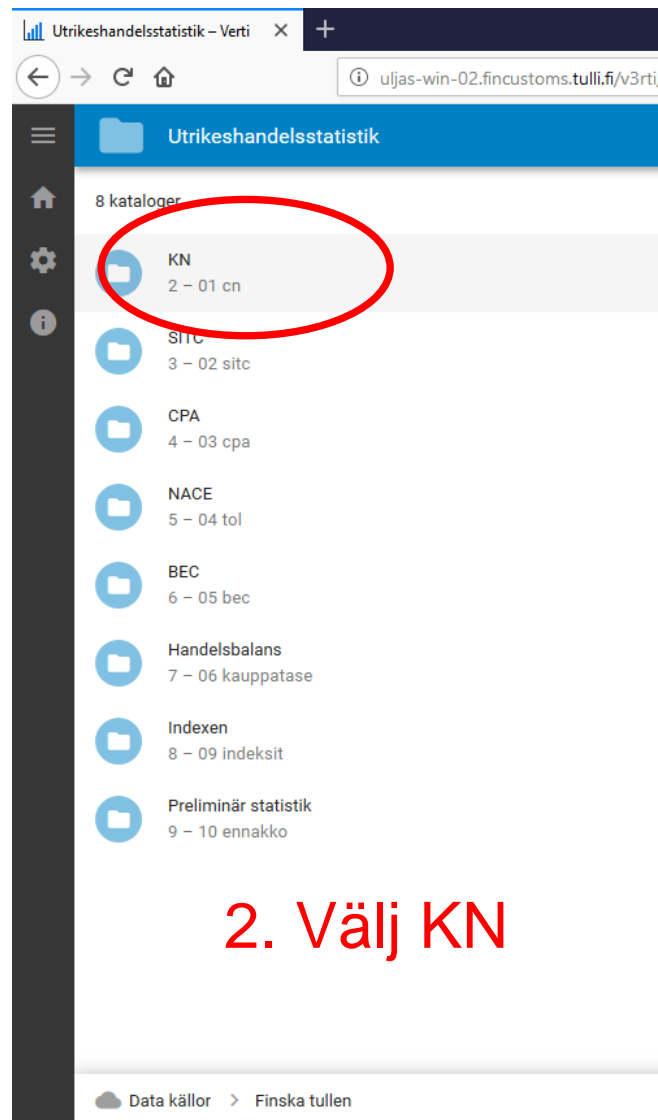 Utrikeshandelsstatistik – Verti
uljas-win-02.fincustoms.tulli.fi/v3rti
Utrikeshandelsstatistik
8 kataloger
KN
2 – 01 cn
SITC
3 – 02 sitc
CPA
4 – 03 cpa
NACE
5 – 04 tol
BEC
6 – 05 bec
Handelsbalans
7 – 06 kauppatase
Indexen
8 – 09 indeksit
Preliminär statistik
9 – 10 ennakko
2. Välj KN
Data källor > Finska tullen